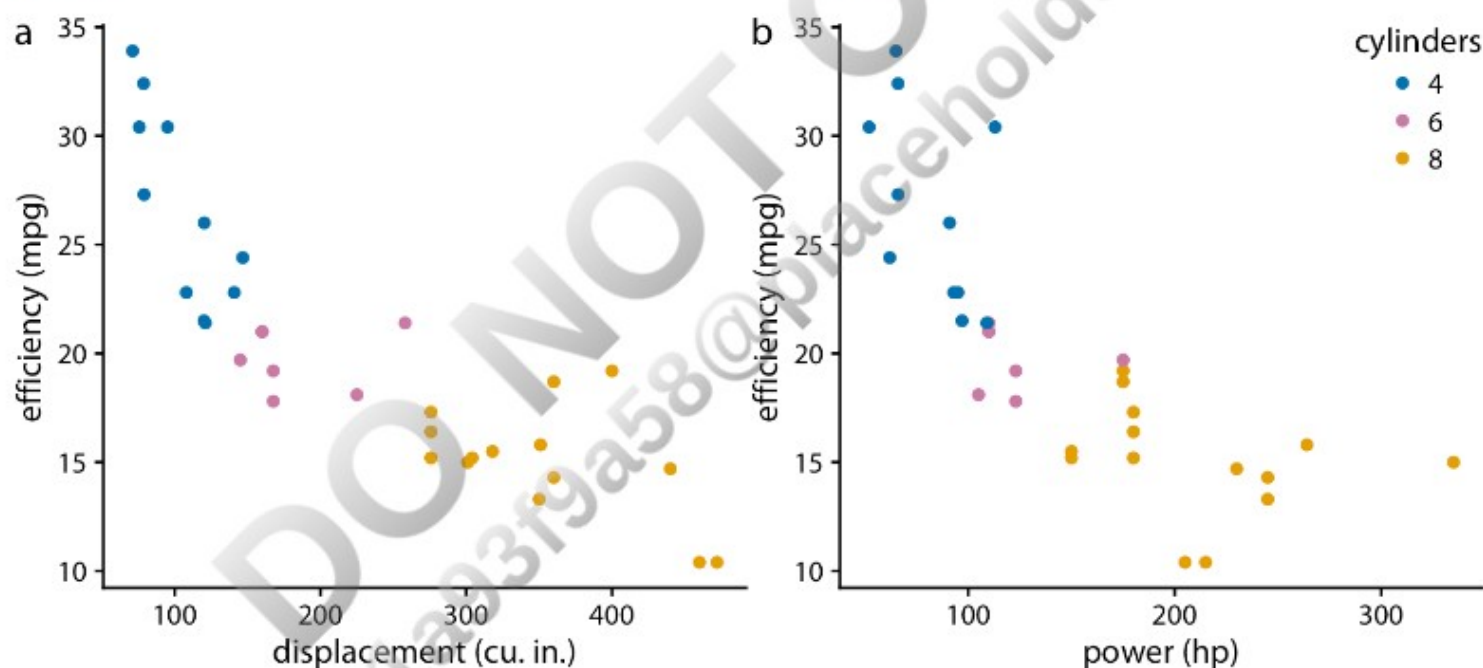 a
35
30
25
20
15
10
efficiency (mpg)
100 200 300 400
displacement (cu. in.)
b
35
30
25
20
15
10
efficiency (mpg)
100 200 300
power (hp)
cylinders
4
6
8
DO NOT
a93f9a58@placehold